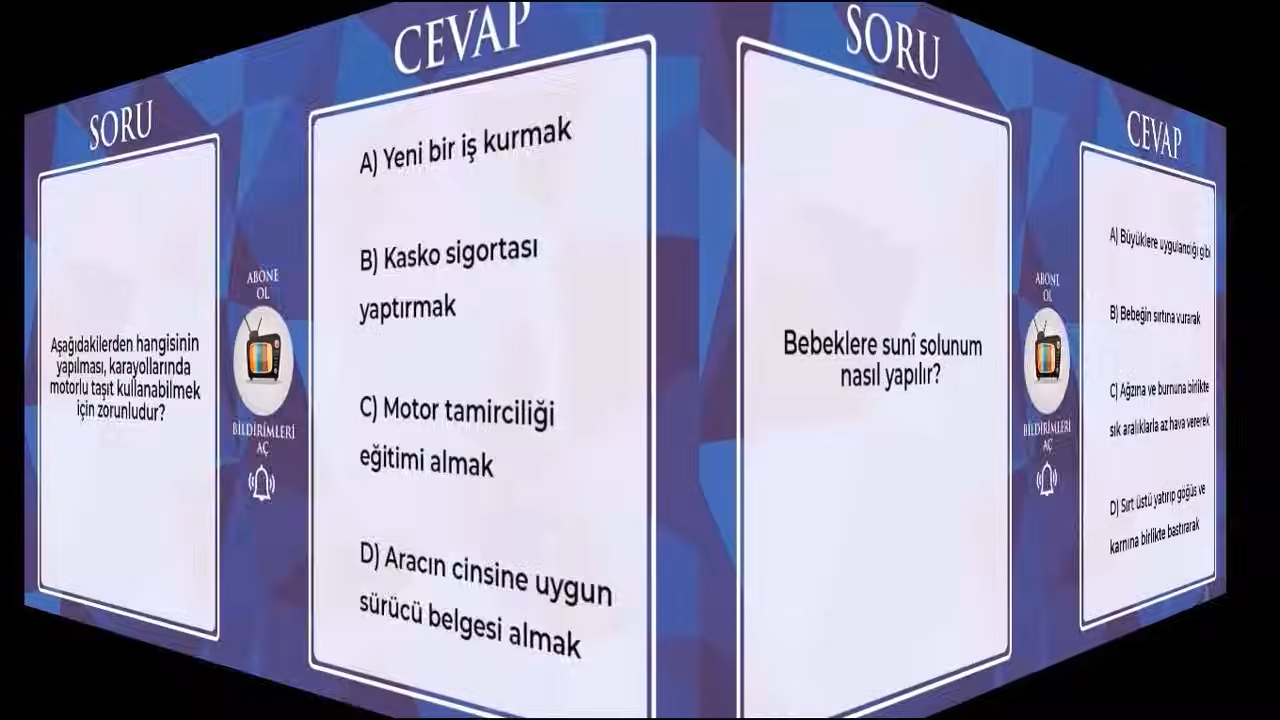 SORU
Aşağıdakilerden hangisinin
yapılması, karayollarında
motorlu taşıt kullanabilmek
için zorunludur?
ABONE
OL
BİLDİRİMLERİ
AÇ
CEVAP
A) Yeni bir iş kurmak
B) Kasko sigortası
yaptırmak
C) Motor tamirciliği
eğitimi almak
D) Aracın cinsine uygun
sürücü belgesi almak
SORU
Bebeklere sunî solunum
nasıl yapılır?
ABONE
OL
BİLDİRİMLERİ
AÇ
CEVAP
A) Büyüklere uygulandığı gibi
B) Bebeğin sırtına vurarak
C) Ağzına ve burnuna birlikte
sık aralıklarla az hava vererek
D) Sırt üstü yatırıp göğüs ve
karnına birlikte bastırarak